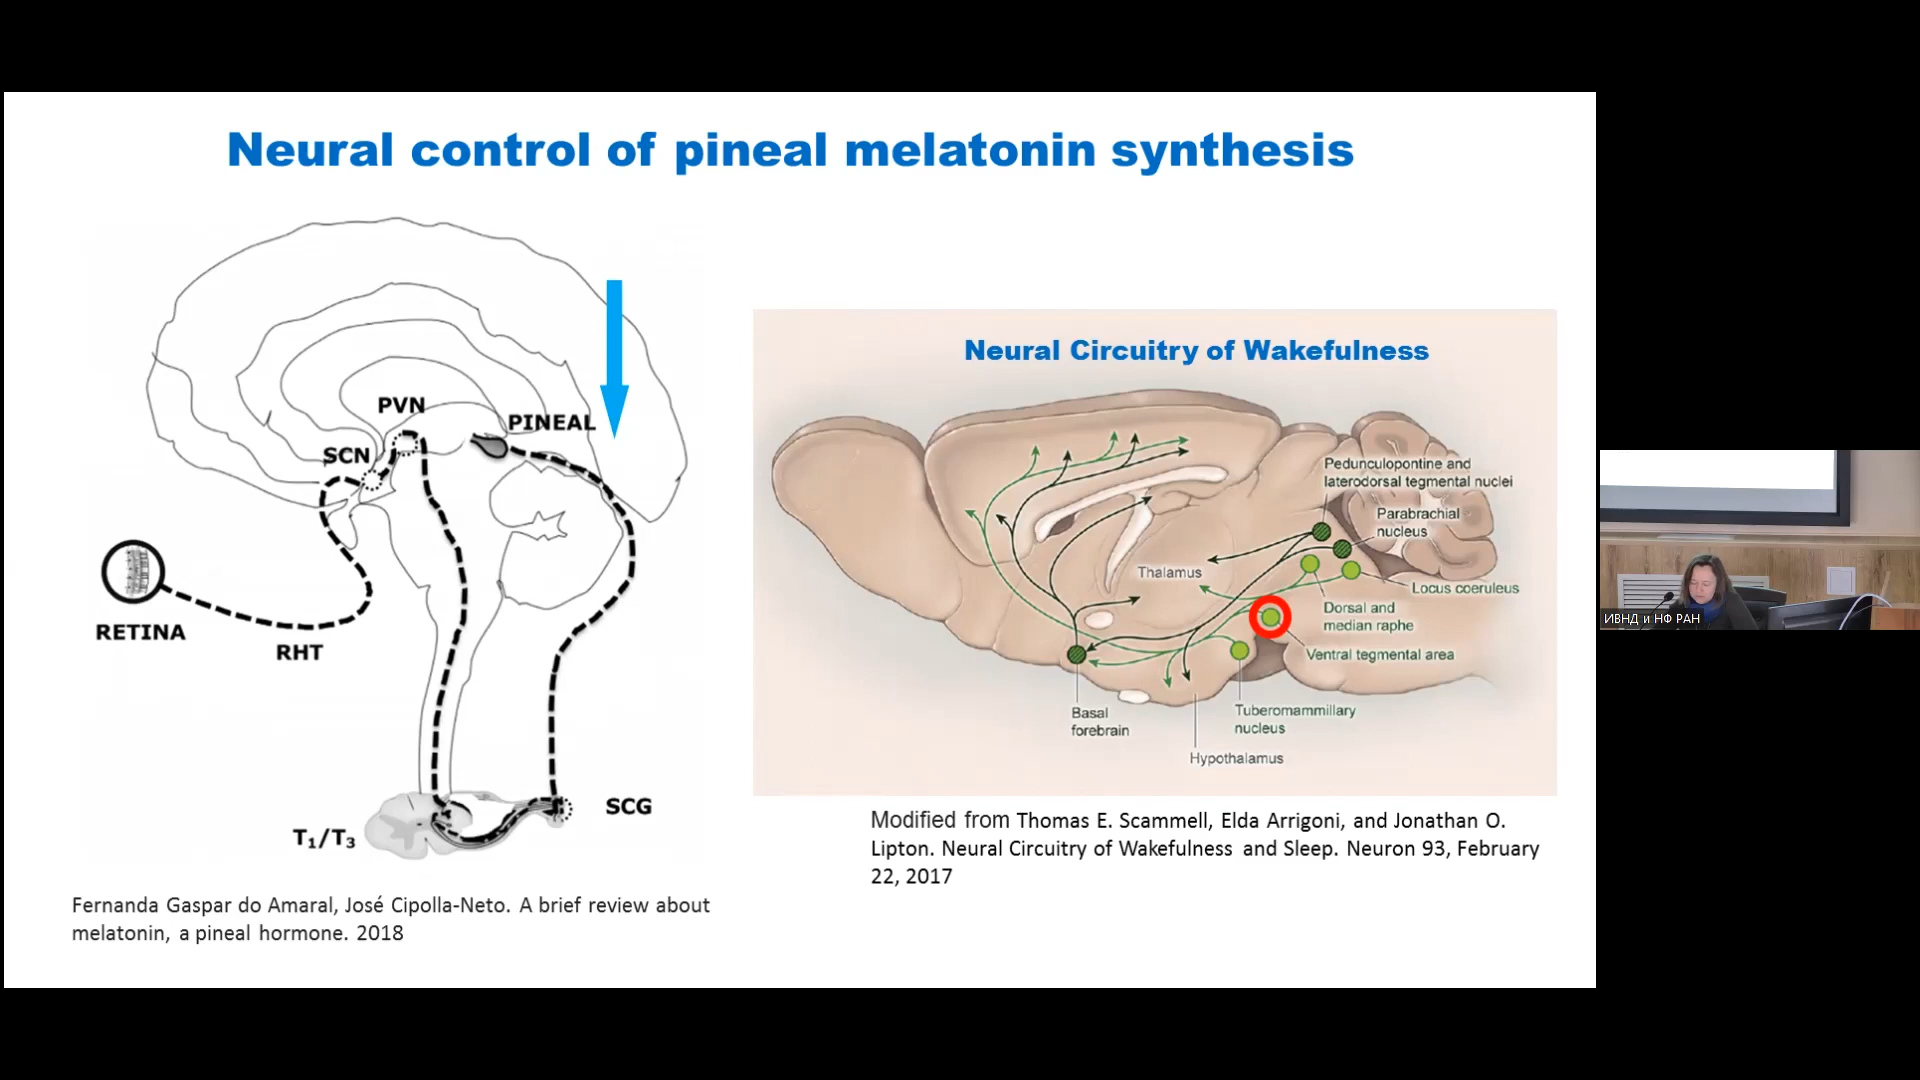 Neural control of pineal melatonin synthesis
PVN
PINEAL
SCN
RETINA
RHT
SCG
T₁/T₃
Fernanda Gaspar do Amaral, José Cipolla-Neto. A brief review about
melatonin, a pineal hormone. 2018
Neural Circuitry of Wakefulness
Pedunculopontine and
laterodorsal tegmental nuclei
Parabrachial
nucleus
Thalamus
Locus coeruleus
Dorsal and
median raphe
Ventral tegmental area
Basal
forebrain
Tuberomammillary
nucleus
Hypothalamus
Modified from Thomas E. Scammell, Elda Arrigoni, and Jonathan O.
Lipton. Neural Circuitry of Wakefulness and Sleep. Neuron 93, February
22, 2017
ИВНД и НФ РАН